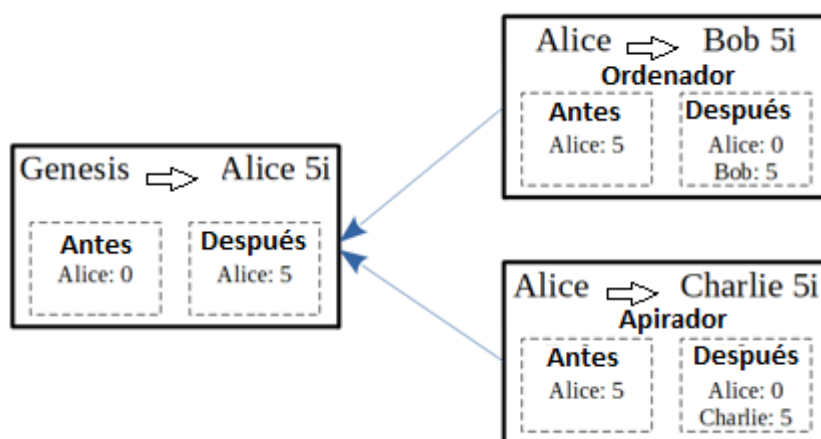 Genesis ⇨ Alice 5i
Antes
Alice: 0
Después
Alice: 5
Alice ⇨ Bob 5i
Ordenador
Antes
Alice: 5
Después
Alice: 0
Bob: 5
Alice ⇨ Charlie 5i
Apirador
Antes
Alice: 5
Después
Alice: 0
Charlie: 5